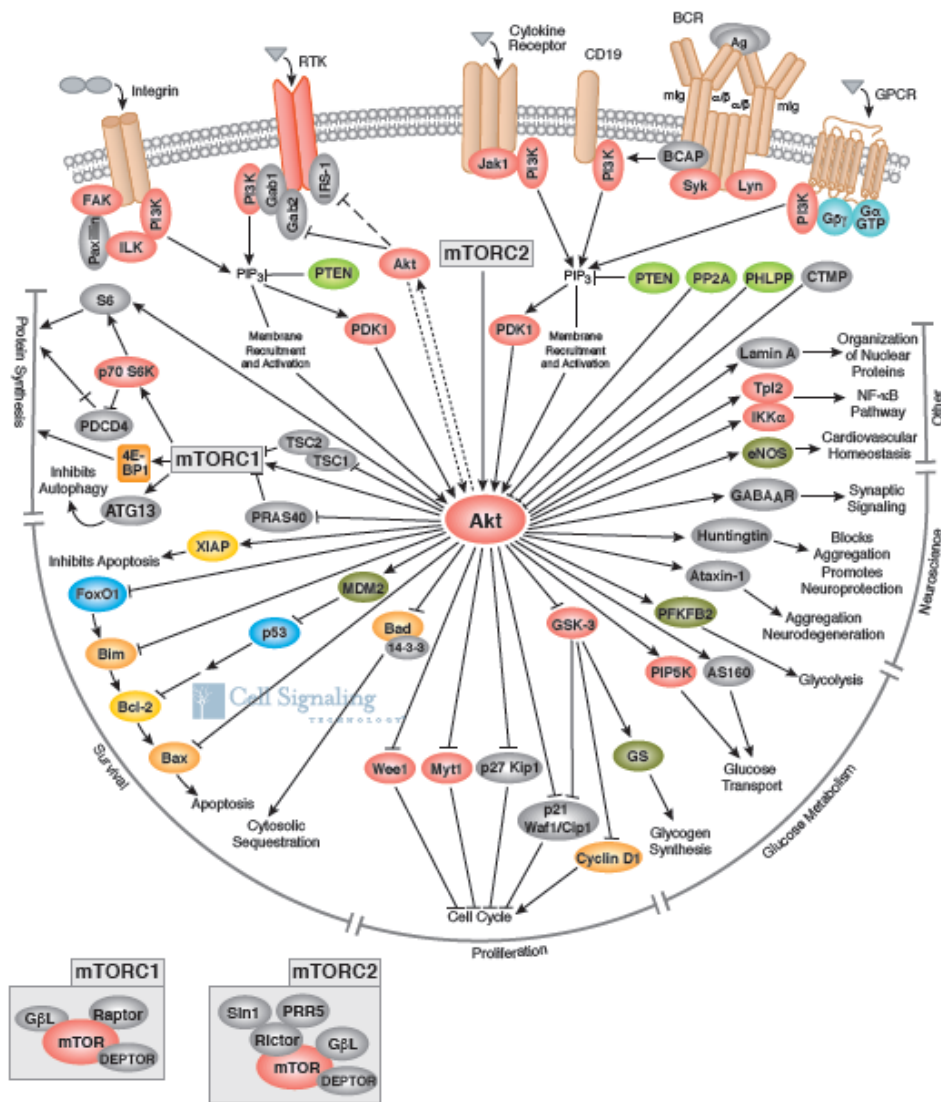 BCR
Cytokine
Receptor
CD19
Ag
RTK
Integrin
mIg
α/β
α/β
mIg
GPCR
BCAP
Jak1
PI3K
PI3K
Syk
Lyn
FAK
Paxillin
ILK
PI3K
PI3K
Gab1
Gab2
IRS-1
PI3K
Gβγ
Gα
GTP
mTORC2
Akt
PIP3
PTEN
PIP3
PTEN
PP2A
PHLPP
CTMP
S6
PDK1
PDK1
Membrane
Recruitment
and Activation
Membrane
Recruitment
and Activation
Protein Synthesis
p70 S6K
PDCD4
4E-
BP1
mTORC1
TSC2
TSC1
Inhibits
Autophagy
ATG13
PRAS40
Akt
Lamin A
Organization
of Nuclear
Proteins
Tpl2
IKKα
NF-κB
Pathway
eNOS
Cardiovascular
Homeostasis
Other
GABAAR
Synaptic
Signaling
Huntingtin
Blocks
Aggregation
Promotes
Neuroprotection
Ataxin-1
Aggregation
Neurodegeneration
Neuroscience
XIAP
Inhibits Apoptosis
FoxO1
MDM2
p53
Bim
Bad
14-3-3
Bcl-2
Bax
Cell Signaling
TECHNOLOGY®
GSK-3
PFKFB2
PIP5K
AS160
Glycolysis
Apoptosis
Cytosolic
Sequestration
Survival
Wee1
Myt1
p27 Kip1
p21
Waf1/Cip1
GS
Cyclin D1
Glycogen
Synthesis
Glucose
Transport
Glucose Metabolism
Cell Cycle
Proliferation
mTORC1
GβL
Raptor
mTOR
DEPTOR
mTORC2
Sin1
PRR5
Rictor
GβL
mTOR
DEPTOR